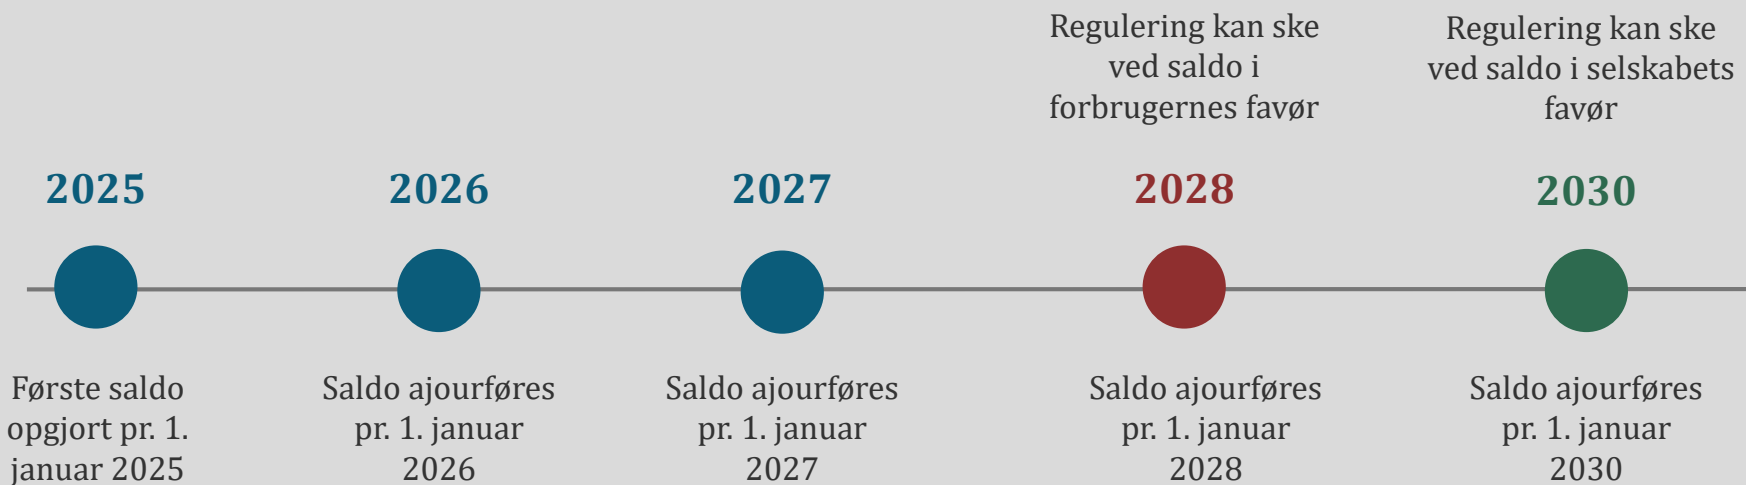 Regulering kan ske
ved saldo i
forbrugernes favør
Regulering kan ske
ved saldo i selskabets
favør
2025
2026
2027
2028
2030
Første saldo
opgjort pr. 1.
januar 2025
Saldo ajourføres
pr. 1. januar
2026
Saldo ajourføres
pr. 1. januar
2027
Saldo ajourføres
pr. 1. januar
2028
Saldo ajourføres
pr. 1. januar
2030